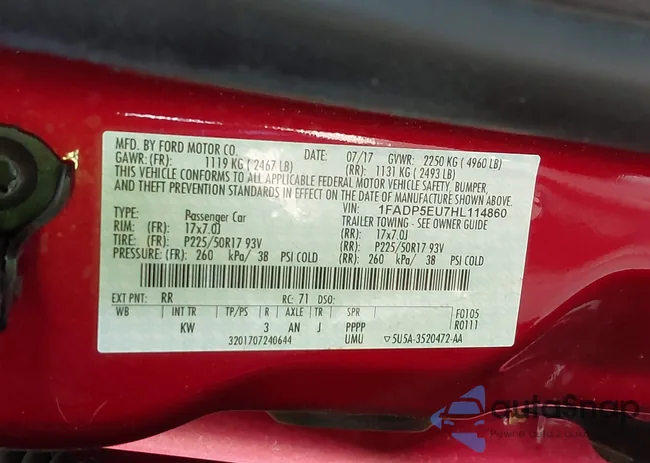 MFD. BY FORD MOTOR CO.
DATE: 07/17 GVWR: 2250 KG ( 4960 LB)
GAWR: (FR): 1119 KG ( 2467 LB) (RR): 1131 KG ( 2493 LB)
THIS VEHICLE CONFORMS TO ALL APPLICABLE FEDERAL MOTOR VEHICLE SAFETY, BUMPER,
AND THEFT PREVENTION STANDARDS IN EFFECT ON THE DATE OF MANUFACTURE SHOWN ABOVE.
VIN: 1FADP5EU7HL114860
TYPE: Passenger Car TRAILER TOWING - SEE OWNER GUIDE
RIM: (FR): 17x7.0J (RR): 17x7.0J
TIRE: (FR): P225/50R17 93V (RR): P225/50R17 93V
PRESSURE: (FR): 260 kPa/ 38 PSI COLD (RR): 260 kPa/ 38 PSI COLD
EXT PNT: RR RC: 71 DSO:
WB INT TR TP/PS R AXLE TR SPR F0105
KW 3 AN J PPPP R0111
3201707240644 UMU 5U5A-3520472-AA
autoSnap
Pewne aukcje